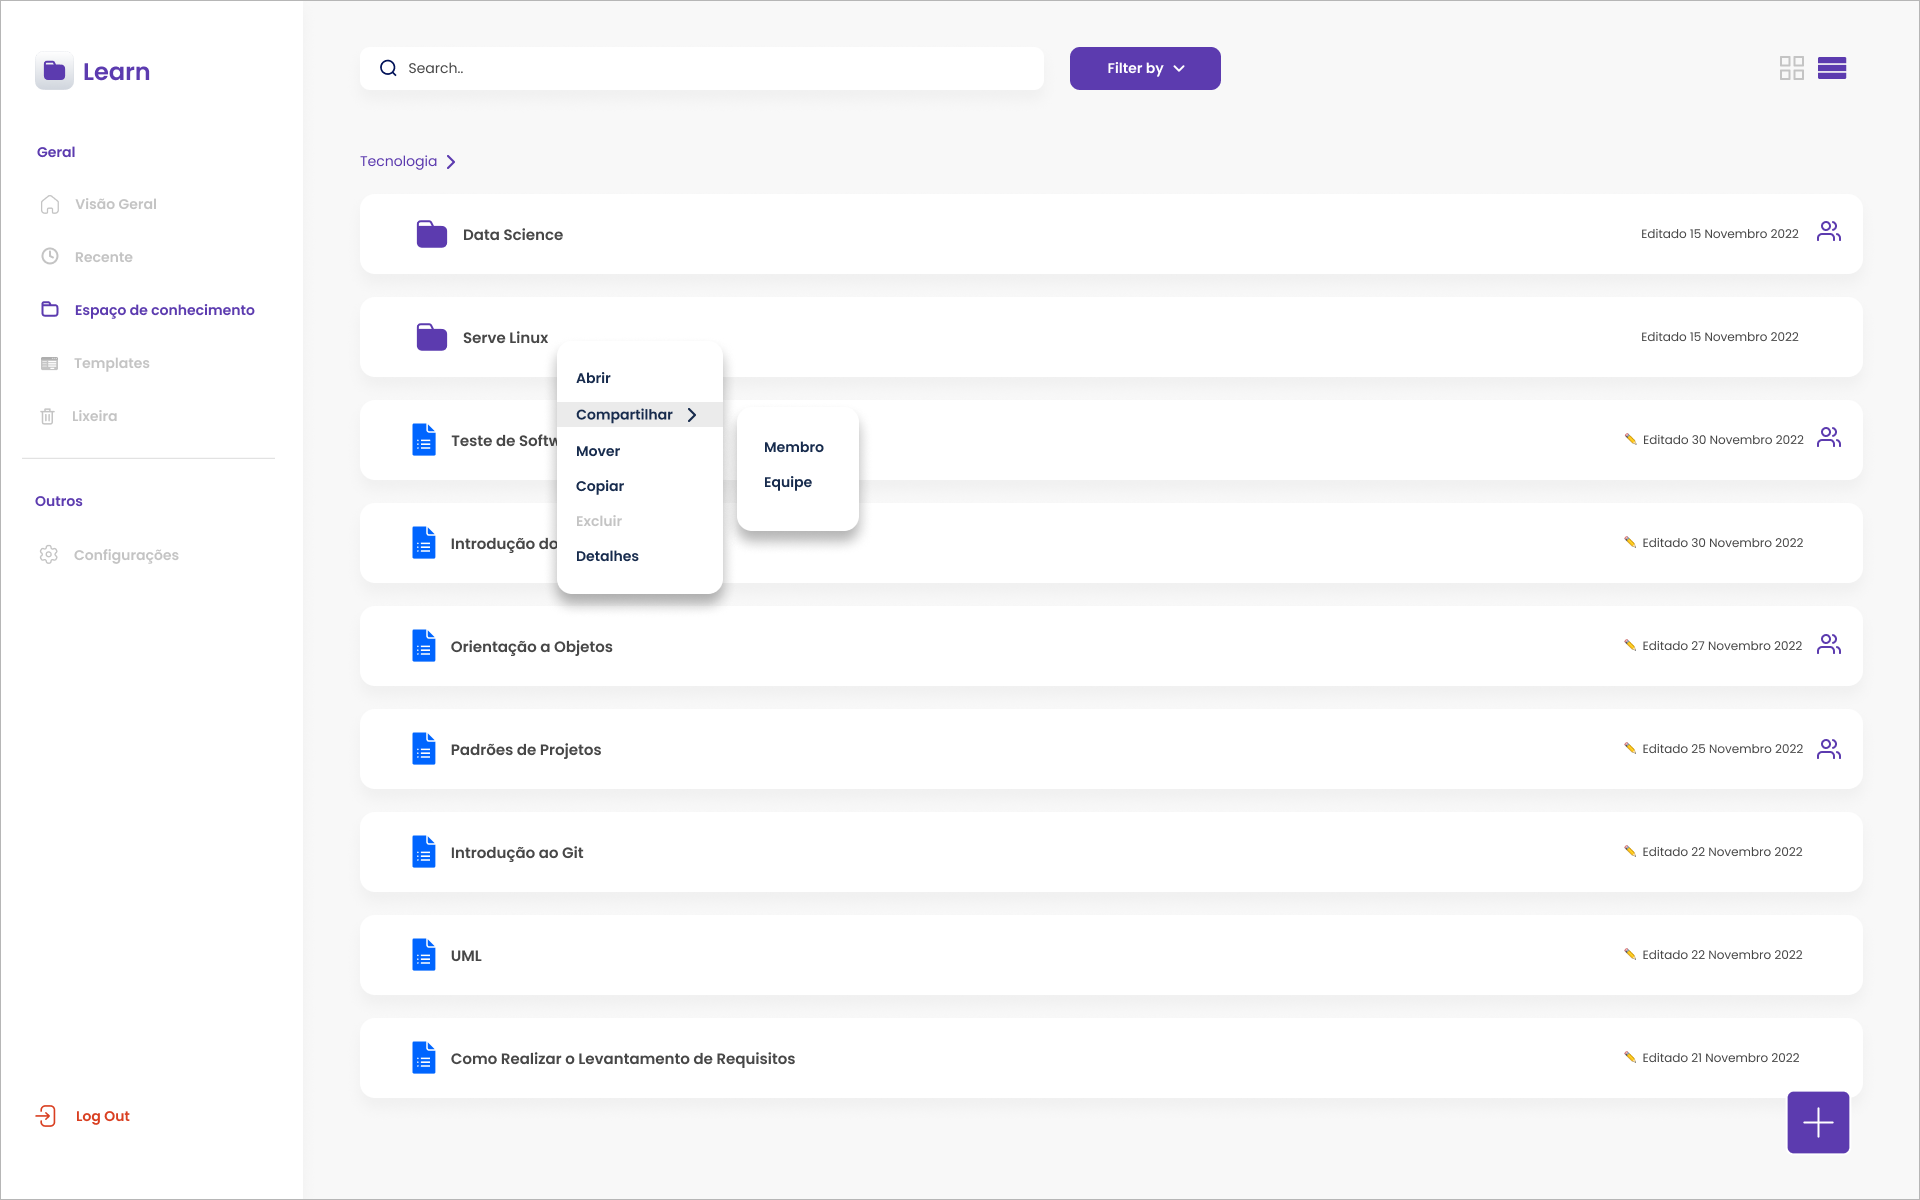 Learn
Geral
Visão Geral
Recente
Espaço de conhecimento
Templates
Lixeira
Outros
Configurações
Log Out
Search..
Filter by
Tecnologia
Data Science
Editado 15 Novembro 2022
Serve Linux
Editado 15 Novembro 2022
Abrir
Compartilhar
Mover
Copiar
Excluir
Detalhes
Membro
Equipe
Teste de Softw
Editado 30 Novembro 2022
Introdução do
Editado 30 Novembro 2022
Orientação a Objetos
Editado 27 Novembro 2022
Padrões de Projetos
Editado 25 Novembro 2022
Introdução ao Git
Editado 22 Novembro 2022
UML
Editado 22 Novembro 2022
Como Realizar o Levantamento de Requisitos
Editado 21 Novembro 2022